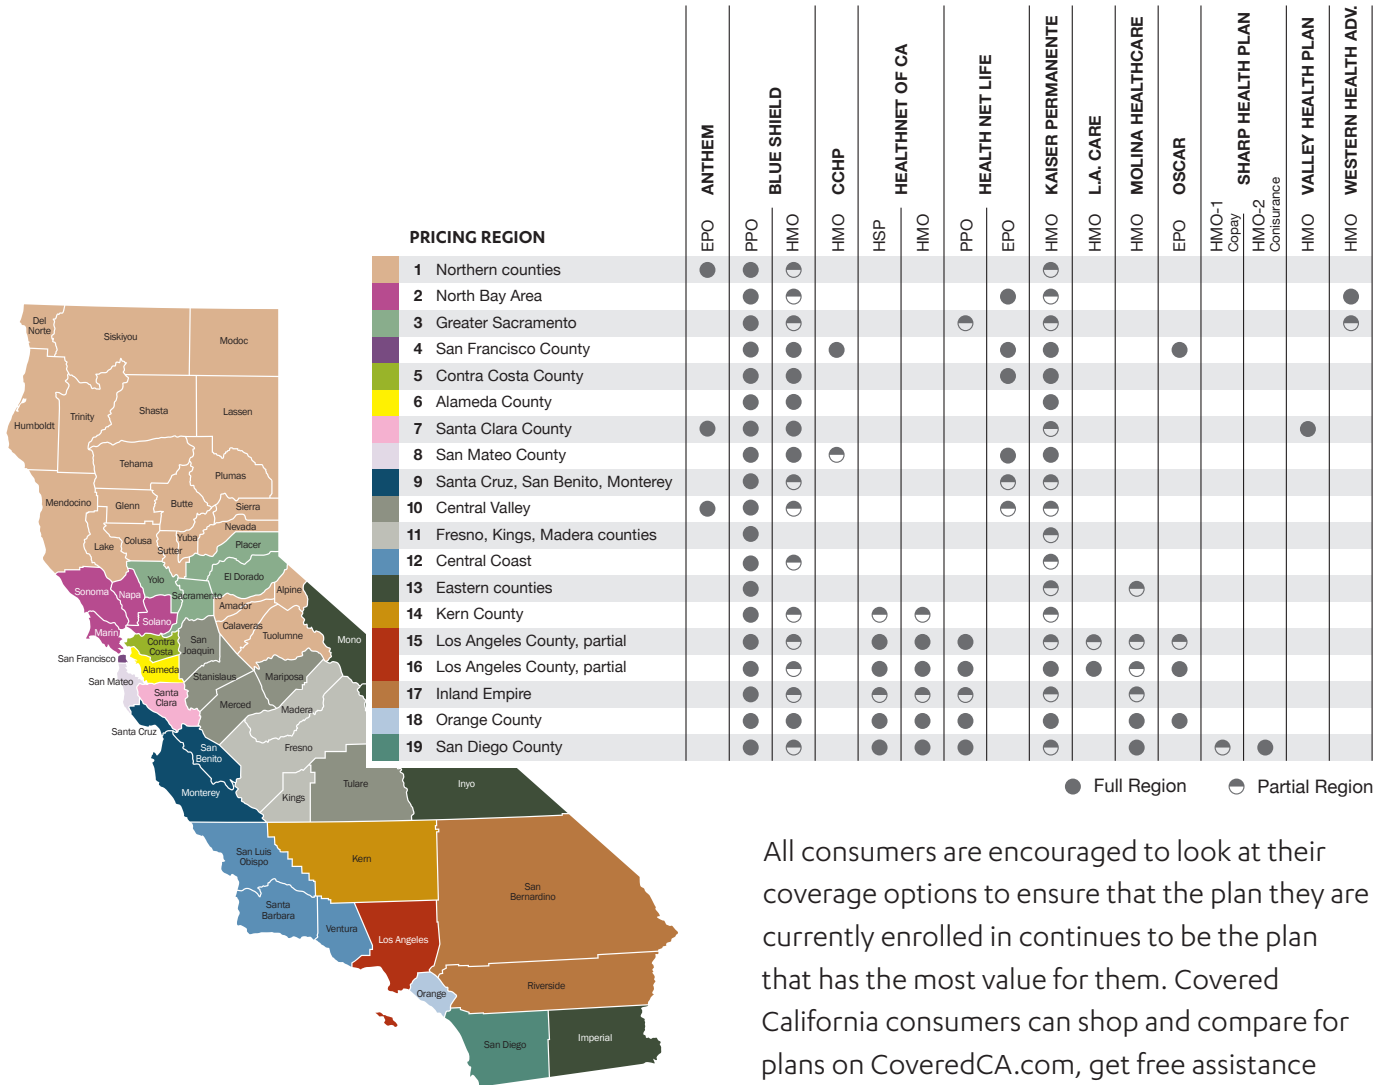 ANTHEM
BLUE SHIELD
CCHP
HEALTHNET OF CA
HEALTH NET LIFE
KAISER PERMANENTE
L.A. CARE
MOLINA HEALTHCARE
OSCAR
SHARP HEALTH PLAN
VALLEY HEALTH PLAN
WESTERN HEALTH ADV.
PRICING REGION
EPO
PPO
HMO
HMO
HSP
HMO
PPO
EPO
HMO
HMO
HMO
EPO
HMO-1
Copay
HMO-2
Conisurance
HMO
HMO
1 Northern counties
2 North Bay Area
3 Greater Sacramento
4 San Francisco County
5 Contra Costa County
6 Alameda County
7 Santa Clara County
8 San Mateo County
9 Santa Cruz, San Benito, Monterey
10 Central Valley
11 Fresno, Kings, Madera counties
12 Central Coast
13 Eastern counties
14 Kern County
15 Los Angeles County, partial
16 Los Angeles County, partial
17 Inland Empire
18 Orange County
19 San Diego County
Full Region
Partial Region
Del
Norte
Siskiyou
Modoc
Humboldt
Trinity
Shasta
Lassen
Tehama
Plumas
Mendocino
Glenn
Butte
Sierra
Nevada
Lake
Colusa
Sutter
Yuba
Placer
Yolo
El Dorado
Sonoma
Napa
Sacramento
Alpine
Amador
Solano
Calaveras
Marin
Tuolumne
Mono
Contra
Costa
San
Joaquin
San Francisco
Alameda
San Mateo
Stanislaus
Mariposa
Santa
Clara
Merced
Madera
Santa Cruz
San
Benito
Fresno
Monterey
Kings
Tulare
Inyo
San Luis
Obispo
Kern
San
Bernardino
Santa
Barbara
Ventura
Los Angeles
Orange
Riverside
San Diego
Imperial
All consumers are encouraged to look at their
coverage options to ensure that the plan they are
currently enrolled in continues to be the plan
that has the most value for them. Covered
California consumers can shop and compare for
plans on CoveredCA.com, get free assistance